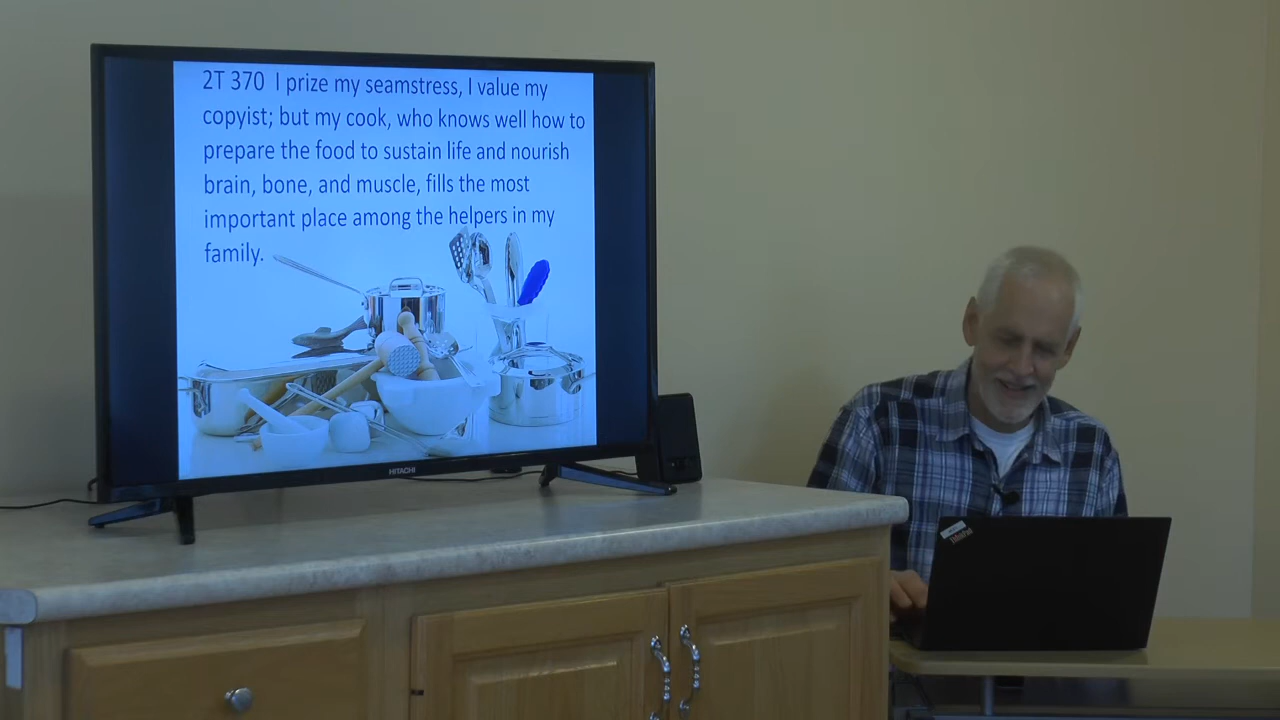 2T 370 I prize my seamstress, I value my
copyist; but my cook, who knows well how to
prepare the food to sustain life and nourish
brain, bone, and muscle, fills the most
important place among the helpers in my
family.
HITACHI
ThinkPad